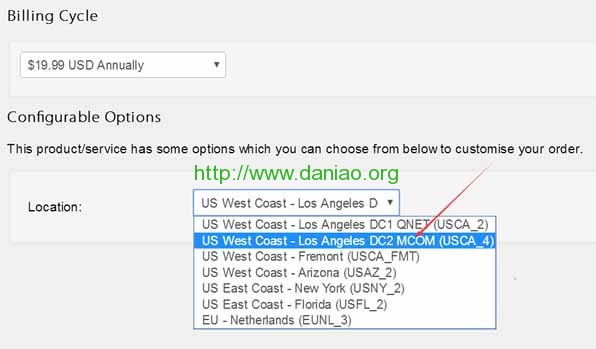 Billing Cycle
$19.99 USD Annually
Configurable Options
This product/service has some options which you can choose from below to customise your order.
http://www.daniao.org
Location:
US West Coast - Los Angeles D
US West Coast - Los Angeles DC1 QNET (USCA_2)
US West Coast - Los Angeles DC2 MCOM (USCA_4)
US West Coast - Fremont (USCA_FMT)
US West Coast - Arizona (USAZ_2)
US East Coast - New York (USNY_2)
US East Coast - Florida (USFL_2)
EU - Netherlands (EUNL_3)